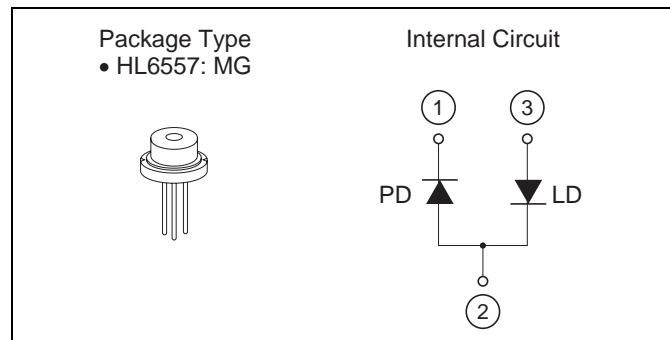 Package Type
• HL6557: MG
Internal Circuit
1
3
PD
LD
2